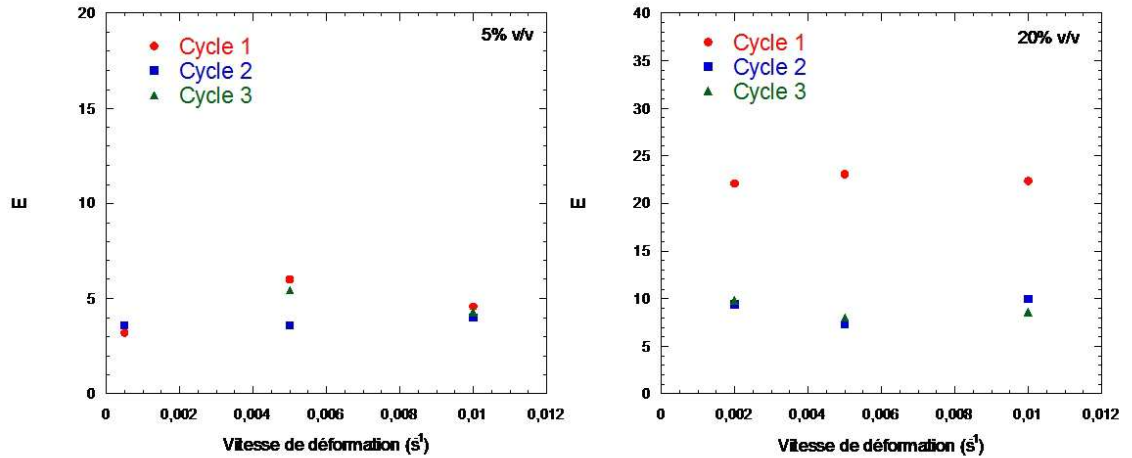 5% v/v
Cycle 1
Cycle 2
Cycle 3
20
15
10
5
0
E
0 0,002 0,004 0,006 0,008 0,01 0,012
Vitesse de déformation (s¹)
20% v/v
Cycle 1
Cycle 2
Cycle 3
40
35
30
25
20
15
10
5
0
E
0 0,002 0,004 0,006 0,008 0,01 0,012
Vitesse de déformation (s¹)